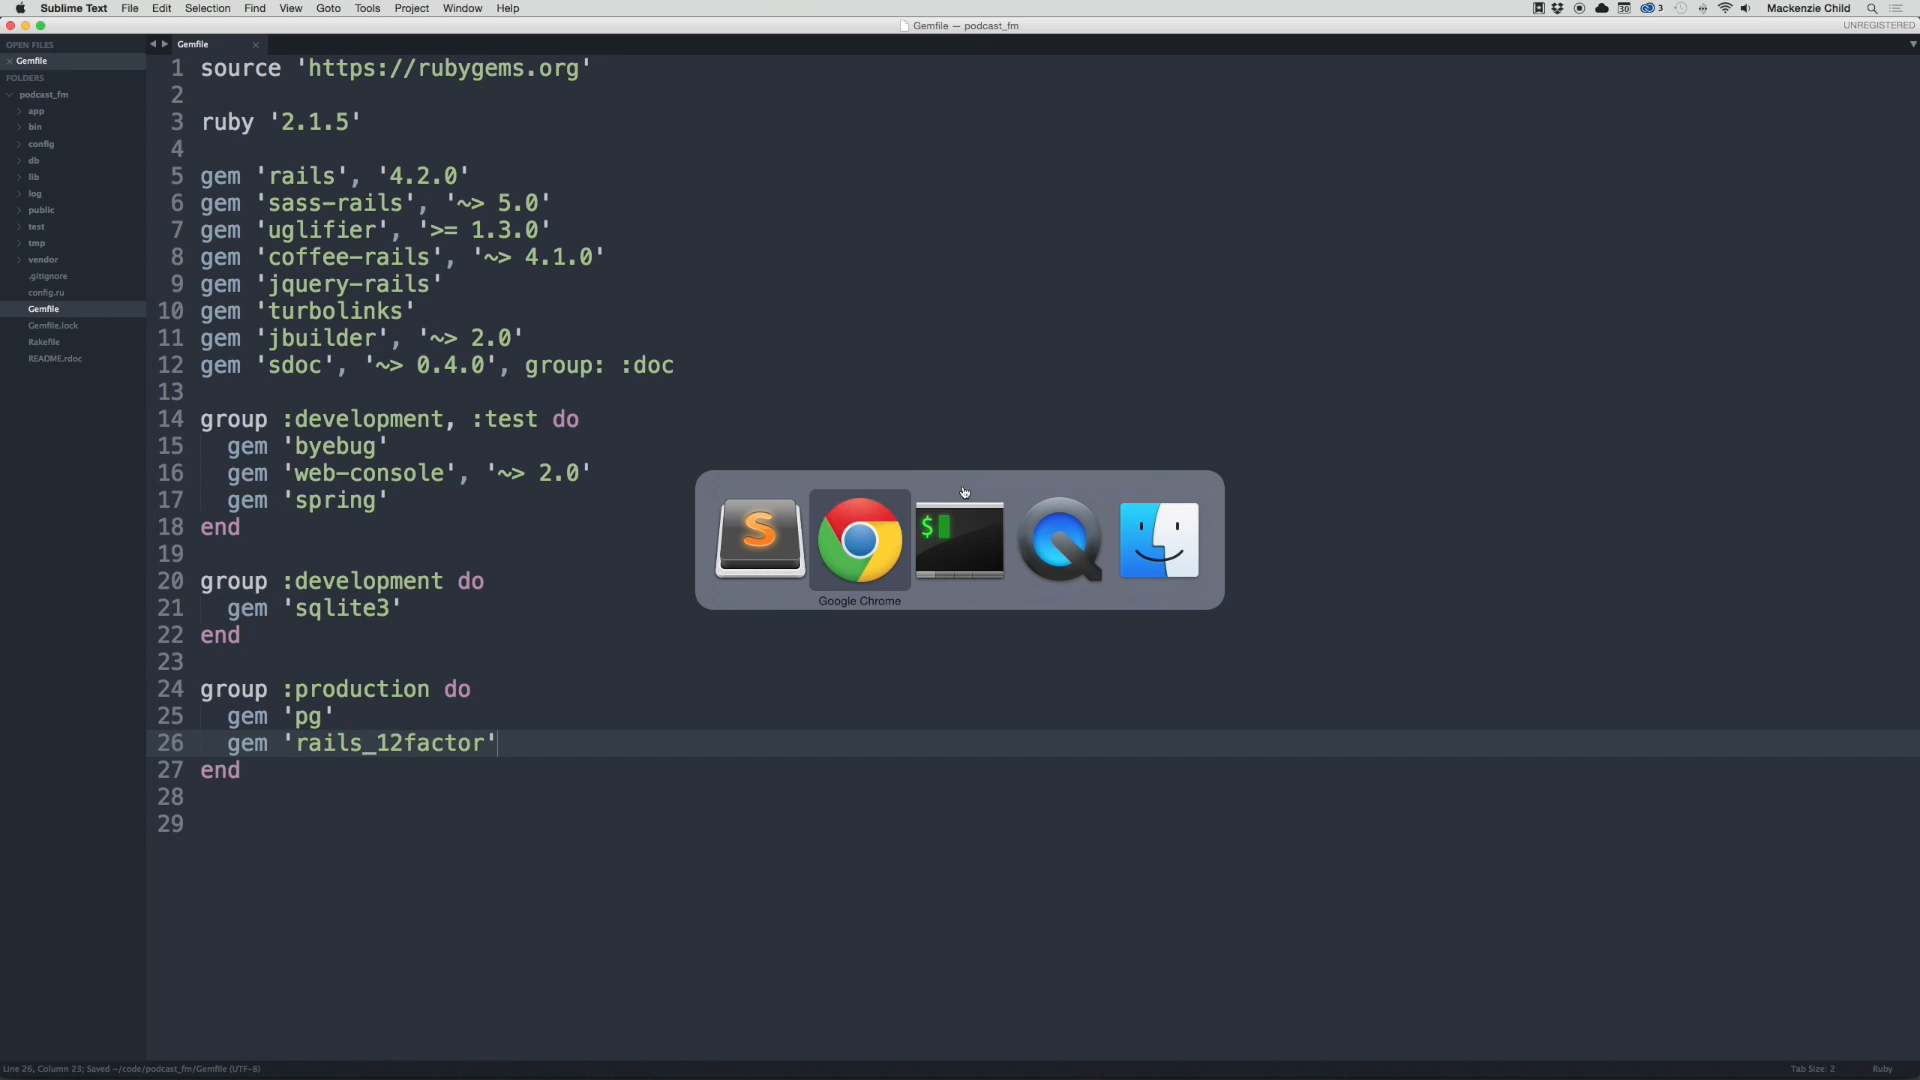 Sublime Text File Edit Selection Find View Goto Tools Project Window Help 30 3 Mackenzie Child
Gemfile — podcast_fm UNREGISTERED
OPEN FILES
Gemfile
FOLDERS
podcast_fm
app
bin
config
db
lib
log
public
test
tmp
vendor
.gitignore
config.ru
Gemfile
Gemfile.lock
Rakefile
README.rdoc
Gemfile
1 source 'https://rubygems.org'
2
3 ruby '2.1.5'
4
5 gem 'rails', '4.2.0'
6 gem 'sass-rails', '~> 5.0'
7 gem 'uglifier', '>= 1.3.0'
8 gem 'coffee-rails', '~> 4.1.0'
9 gem 'jquery-rails'
10 gem 'turbolinks'
11 gem 'jbuilder', '~> 2.0'
12 gem 'sdoc', '~> 0.4.0', group: :doc
13
14 group :development, :test do
15 gem 'byebug'
16 gem 'web-console', '~> 2.0'
17 gem 'spring'
18 end
19
20 group :development do
21 gem 'sqlite3'
22 end
23
24 group :production do
25 gem 'pg'
26 gem 'rails_12factor'
27 end
28
29
S
$
Google Chrome
Line 26, Column 23; Saved ~/code/podcast_fm/Gemfile (UTF-8) Tab Size: 2 Ruby